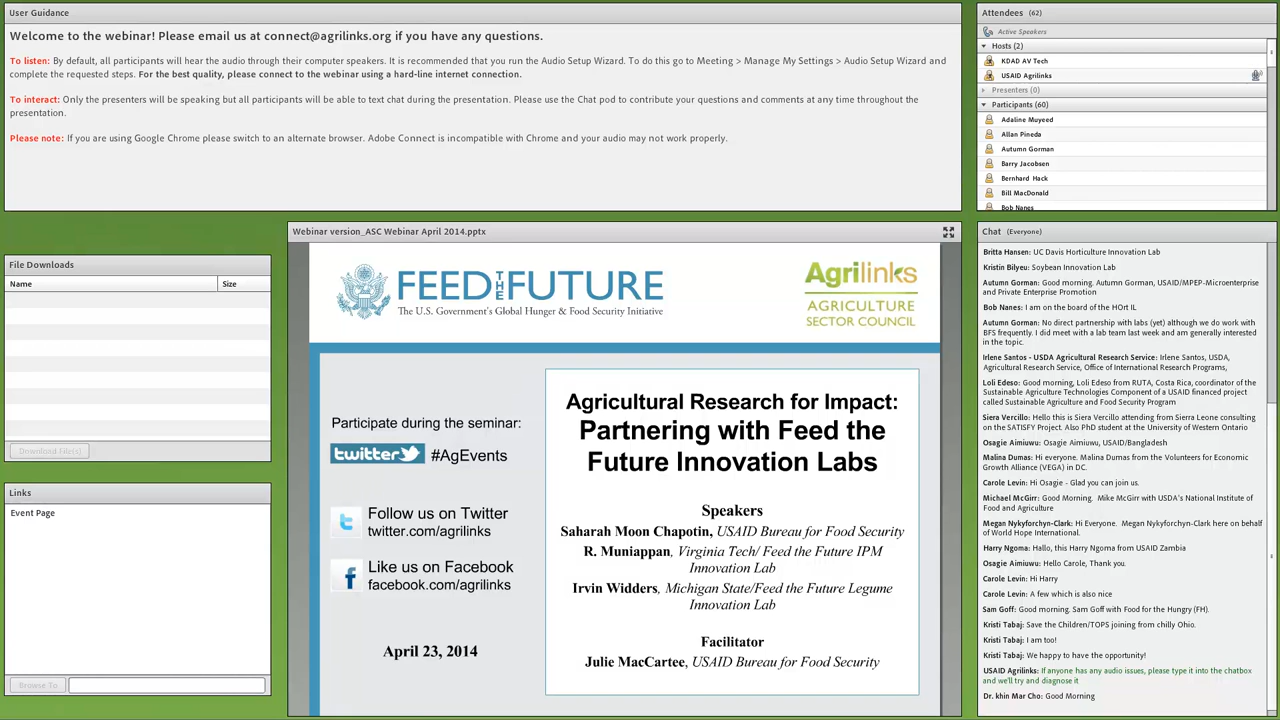 User Guidance
Welcome to the webinar! Please email us at connect@agrilinks.org if you have any questions.
To listen: By default, all participants will hear the audio through their computer speakers. It is recommended that you run the Audio Setup Wizard. To do this go to Meeting > Manage My Settings > Audio Setup Wizard and
complete the requested steps. For the best quality, please connect to the webinar using a hard-line internet connection.
To interact: Only the presenters will be speaking but all participants will be able to text chat during the presentation. Please use the Chat pod to contribute your questions and comments at any time throughout the
presentation.
Please note: If you are using Google Chrome please switch to an alternate browser. Adobe Connect is incompatible with Chrome and your audio may not work properly.
Attendees (62)
Active Speakers
Hosts (2)
KDAD AV Tech
USAID Agrilinks
Presenters (0)
Participants (60)
Adaline Muyeed
Allan Pineda
Autumn Gorman
Barry Jacobsen
Bernhard Hack
Bill MacDonald
Bob Nanes
File Downloads
Name Size
Download File(s)
Links
Event Page
Browse To
Webinar version_ASC Webinar April 2014.pptx
FEED THE FUTURE
The U.S. Government's Global Hunger & Food Security Initiative
Agrilinks
AGRICULTURE
SECTOR COUNCIL
Participate during the seminar:
twitter #AgEvents
Follow us on Twitter
twitter.com/agrilinks
Like us on Facebook
facebook.com/agrilinks
April 23, 2014
Agricultural Research for Impact:
Partnering with Feed the
Future Innovation Labs
Speakers
Saharah Moon Chapotin, USAID Bureau for Food Security
R. Muniappan, Virginia Tech/ Feed the Future IPM
Innovation Lab
Irvin Widders, Michigan State/Feed the Future Legume
Innovation Lab
Facilitator
Julie MacCartee, USAID Bureau for Food Security
Chat (Everyone)
Britta Hansen: UC Davis Horticulture Innovation Lab
Kristin Bilyeu: Soybean Innovation Lab
Autumn Gorman: Good morning. Autumn Gorman, USAID/MPEP-Microenterprise
and Private Enterprise Promotion
Bob Nanes: I am on the board of the HOrt IL
Autumn Gorman: No direct partnership with labs (yet) although we do work with
BFS frequently. I did meet with a lab team last week and am generally interested
in the topic.
Irlene Santos - USDA Agricultural Research Service: Irlene Santos, USDA,
Agricultural Research Service, Office of International Research Programs,
Loli Edeso: Good morning, Loli Edeso from RUTA, Costa Rica, coordinator of the
Sustainable Agriculture Technologies Component of a USAID financed project
called Sustainable Agriculture and Food Security Program
Siera Vercillo: Hello this is Siera Vercillo attending from Sierra Leone consulting
on the SATISFY Project. Also PhD student at the University of Western Ontario
Osagie Aimiuwu: Osagie Aimiuwu, USAID/Bangladesh
Malina Dumas: Hi everyone. Malina Dumas from the Volunteers for Economic
Growth Alliance (VEGA) in DC.
Carole Levin: Hi Osagie - Glad you can join us.
Michael McGirr: Good Morning. Mike McGirr with USDA's National Institute of
Food and Agriculture
Megan Nykyforchyn-Clark: Hi Everyone. Megan Nykyforchyn-Clark here on behalf
of World Hope International.
Harry Ngoma: Hallo, this Harry Ngoma from USAID Zambia
Osagie Aimiuwu: Hello Carole, Thank you.
Carole Levin: Hi Harry
Carole Levin: A few which is also nice
Sam Goff: Good morning. Sam Goff with Food for the Hungry (FH).
Kristi Tabaj: Save the Children/TOPS joining from chilly Ohio.
Kristi Tabaj: I am too!
Kristi Tabaj: We happy to have the opportunity!
USAID Agrilinks: If anyone has any audio issues, please type it into the chatbox
and we'll try and diagnose it
Dr. khin Mar Cho: Good Morning